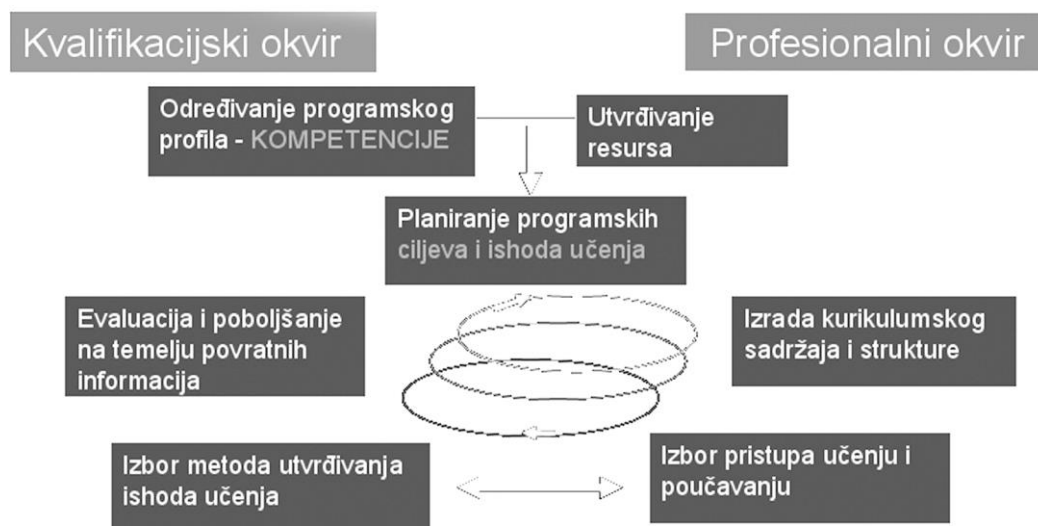 Kvalifikacijski okvir
Profesionalni okvir
Određivanje programskog
profila - KOMPETENCIJE
Utvrđivanje
resursa
Planiranje programskih
ciljeva i ishoda učenja
Evaluacija i poboljšanje
na temelju povratnih
informacija
Izrada kurikulumskog
sadržaja i strukture
Izbor metoda utvrđivanja
ishoda učenja
Izbor pristupa učenju i
poučavanju